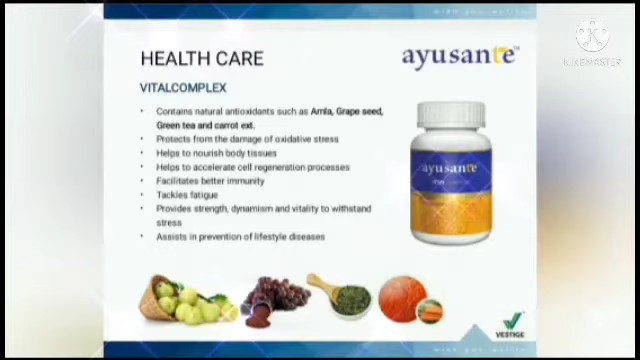 HEALTH CARE
ayusante™
KINEMASTER
VITALCOMPLEX
• Contains natural antioxidants such as Amla, Grape seed,
Green tea and carrot ext.
• Protects from the damage of oxidative stress
• Helps to nourish body tissues
• Helps to accelerate cell regeneration processes
• Facilitates better immunity
• Tackles fatigue
• Provides strength, dynamism and vitality to withstand
stress
• Assists in prevention of lifestyle diseases
ayusante
VESTIGE